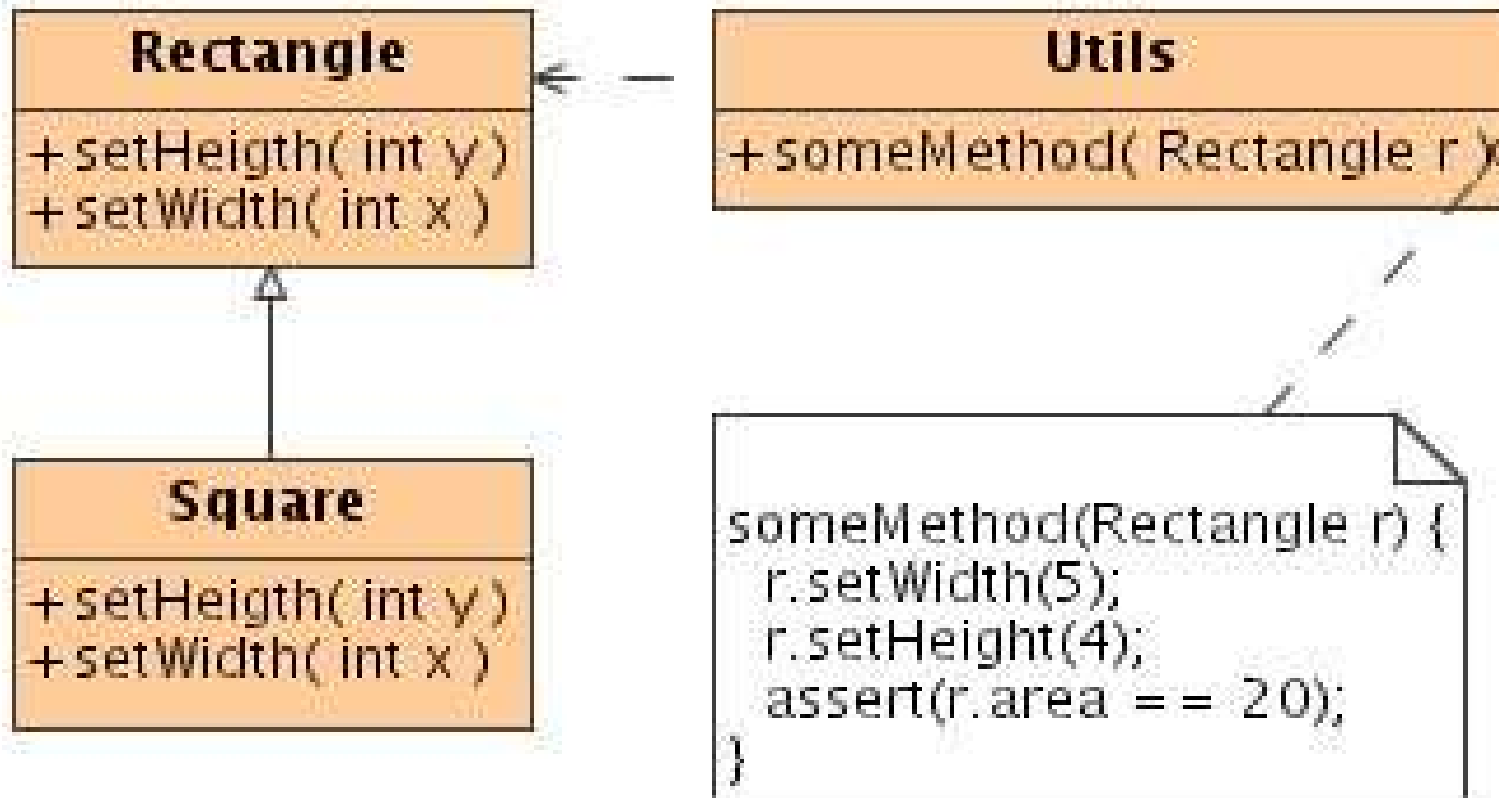 Rectangle
+setHeigth( int y )
+setWidth( int x )
Utils
+someMethod( Rectangle r )
Square
+setHeigth( int y )
+setWidth( int x )
someMethod(Rectangle r) {
r.setWidth(5);
r.setHeight(4);
assert(r.area == 20);
}